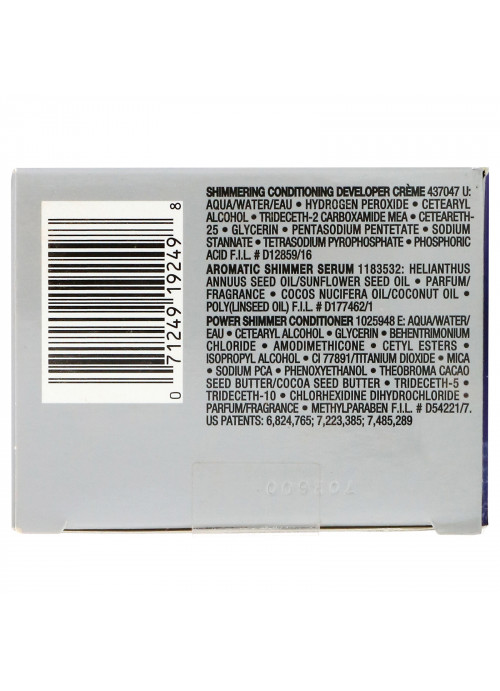 SHIMMERING CONDITIONING DEVELOPER CRÈME 437047 U:
AQUA/WATER/EAU • HYDROGEN PEROXIDE • CETEARYL
ALCOHOL • TRIDECETH-2 CARBOXAMIDE MEA • CETEARETH-
25 • GLYCERIN • PENTASODIUM PENTETATE • SODIUM
STANNATE • TETRASODIUM PYROPHOSPHATE • PHOSPHORIC
ACID F.I.L. # D12859/16
AROMATIC SHIMMER SERUM 1183532: HELIANTHUS
ANNUUS SEED OIL/SUNFLOWER SEED OIL • PARFUM/
FRAGRANCE • COCOS NUCIFERA OIL/COCONUT OIL •
POLY(LINSEED OIL) F.I.L. # D177462/1
POWER SHIMMER CONDITIONER 1025948 E: AQUA/WATER/
EAU • CETEARYL ALCOHOL • GLYCERIN • BEHENTRIMONIUM
CHLORIDE • AMODIMETHICONE • CETYL ESTERS •
ISOPROPYL ALCOHOL • CI 77891/TITANIUM DIOXIDE • MICA
• SODIUM PCA • PHENOXYETHANOL • THEOBROMA CACAO
SEED BUTTER/COCOA SEED BUTTER • TRIDECETH-5 •
TRIDECETH-10 • CHLORHEXIDINE DIHYDROCHLORIDE •
PARFUM/FRAGRANCE • METHYLPARABEN F.I.L. # D54221/7.
US PATENTS: 6,824,765; 7,223,385; 7,485,289
0 71249 19249 8